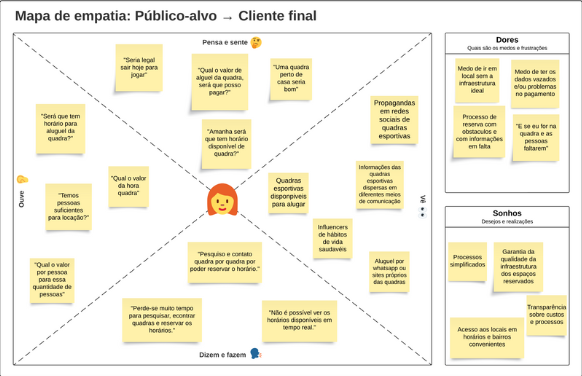 Mapa de empatia: Público-alvo → Cliente final
Pensa e sente 🤔
"Seria legal
sair hoje para
jogar"
"Qual o valor de
alguel da quadra,
será que posso
pagar?"
"Uma quadra
perto de
casa seria
bom"
"Amanha será
que tem horário
disponivel de
quadra?"
Ouve
"Será que tem
horário para
aluguel da
quadra?"
"Qual o valor
da hora
quadra"
"Temos
pessoas
suficientes
para locação?"
"Qual o valor
por pessoa
para essa
quantidade de
pessoas"
Vê
Propagandas
em redes
sociais de
quadras
esportivas
Informações das
quadras
esportivas
dispersas em
diferentes meios
de comunicação
Quadras
esportivas
disponpiveis
para alugar
Influencers
de hábitos
de vida
saudavéis
Aluguel por
whatsapp ou
sites próprios
das quadras
"Pesquiso e contato
quadra por quadra por
poder reservar o horário."
"Perde-se muito tempo
para pesquisar, econtrar
quadras e reservar os
horários."
"Não é possível ver os
horários disponíveis em
tempo real."
Dizem e fazem
Dores
Quais são os medos e frustrações
Medo de ir em
local sem a
infraestrutura
ideal
Medo de ter os
dados vazados
e/ou problemas
no pagamento
Processo de
reserva com
obstaculos e
com informações
em falta
"E se eu for na
quadra e as
pessoas
faltarem"
Sonhos
Desejos e realizações
Processos
simplificados
Garantia da
qualidade da
infraestrutura
dos espaços
reservados
Transparência
sobre custos
e processos
Acesso aos locais em
horários e bairros
convenientes